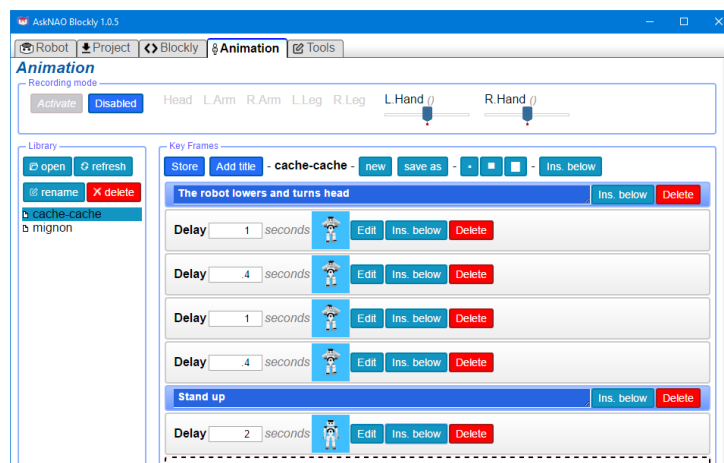 AskNAO Blockly 1.0.5
Robot Project Blockly Animation Tools
Animation
Recording mode
Activate Disabled Head L.Arm R.Arm L.Leg R.Leg L.Hand () R.Hand ()
Library
open refresh
rename delete
cache-cache
mignon
Key Frames
Store Add title - cache-cache - new save as - - Ins. below
The robot lowers and turns head Ins. below Delete
Delay 1 seconds Edit Ins. below Delete
Delay .4 seconds Edit Ins. below Delete
Delay 1 seconds Edit Ins. below Delete
Delay .4 seconds Edit Ins. below Delete
Stand up Ins. below Delete
Delay 2 seconds Edit Ins. below Delete